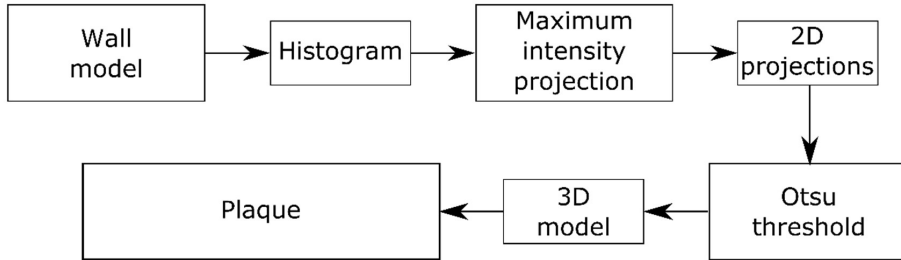 Wall
model
Histogram
Maximum
intensity
projection
2D
projections
Otsu
threshold
3D
model
Plaque